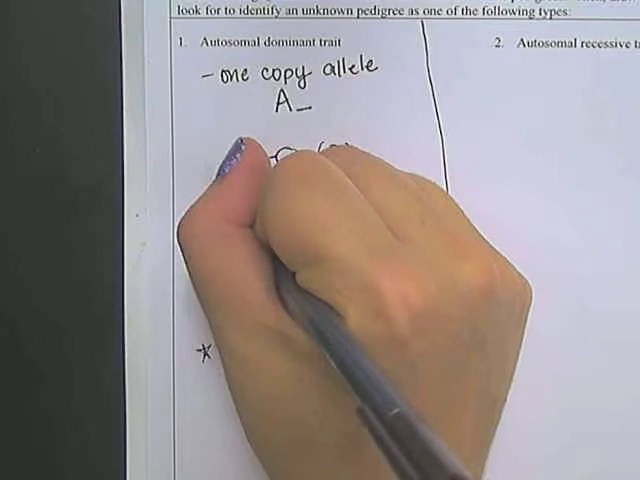 look for to identify an unknown pedigree as one of the following types:
1. Autosomal dominant trait
2. Autosomal recessive
- one copy allele
A_